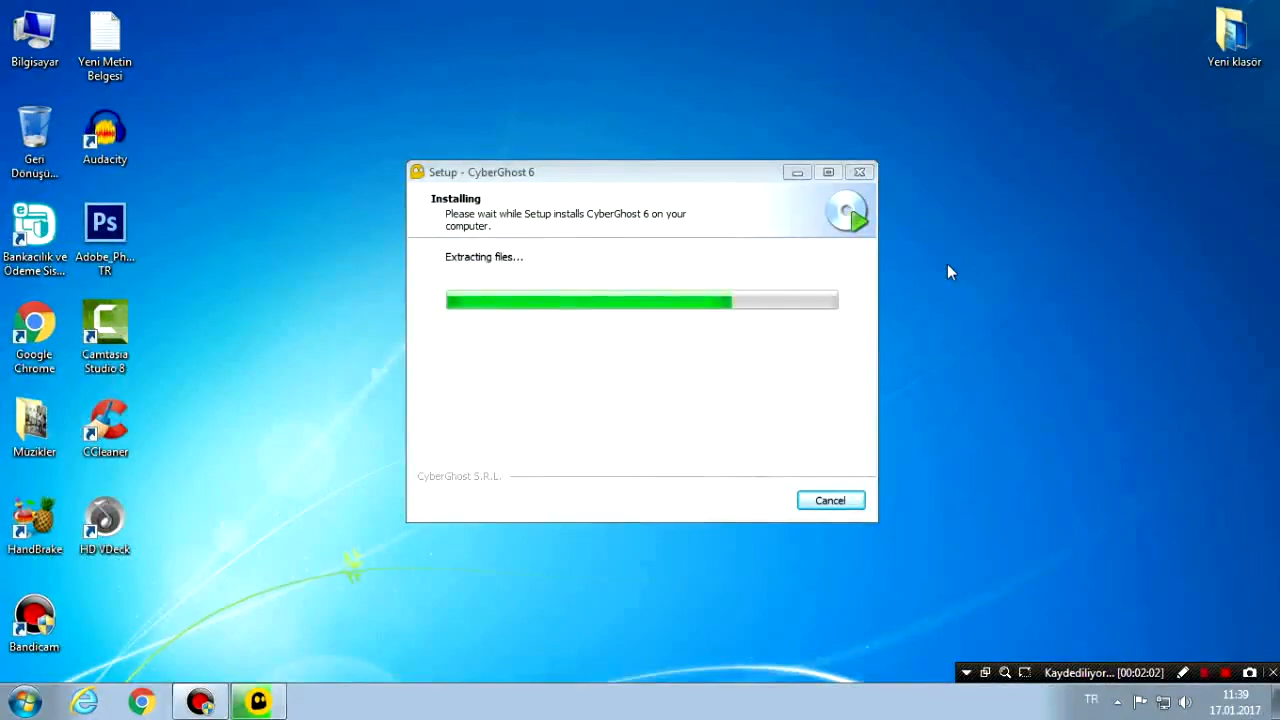 Bilgisayar
Yeni Metin
Belgesi
Yeni klasör
Geri
Dönüşü...
Audacity
Bankacılık ve
Ödeme Sis...
Ps
Adobe_Ph...
TR
Google
Chrome
Camtasia
Studio 8
Müzikler
CCleaner
HandBrake
HD VDeck
Bandicam
Setup - CyberGhost 6
Installing
Please wait while Setup installs CyberGhost 6 on your
computer.
Extracting files...
CyberGhost S.R.L.
Cancel
Kaydediliyor... [00:02:02]
TR
11:39
17.01.2017